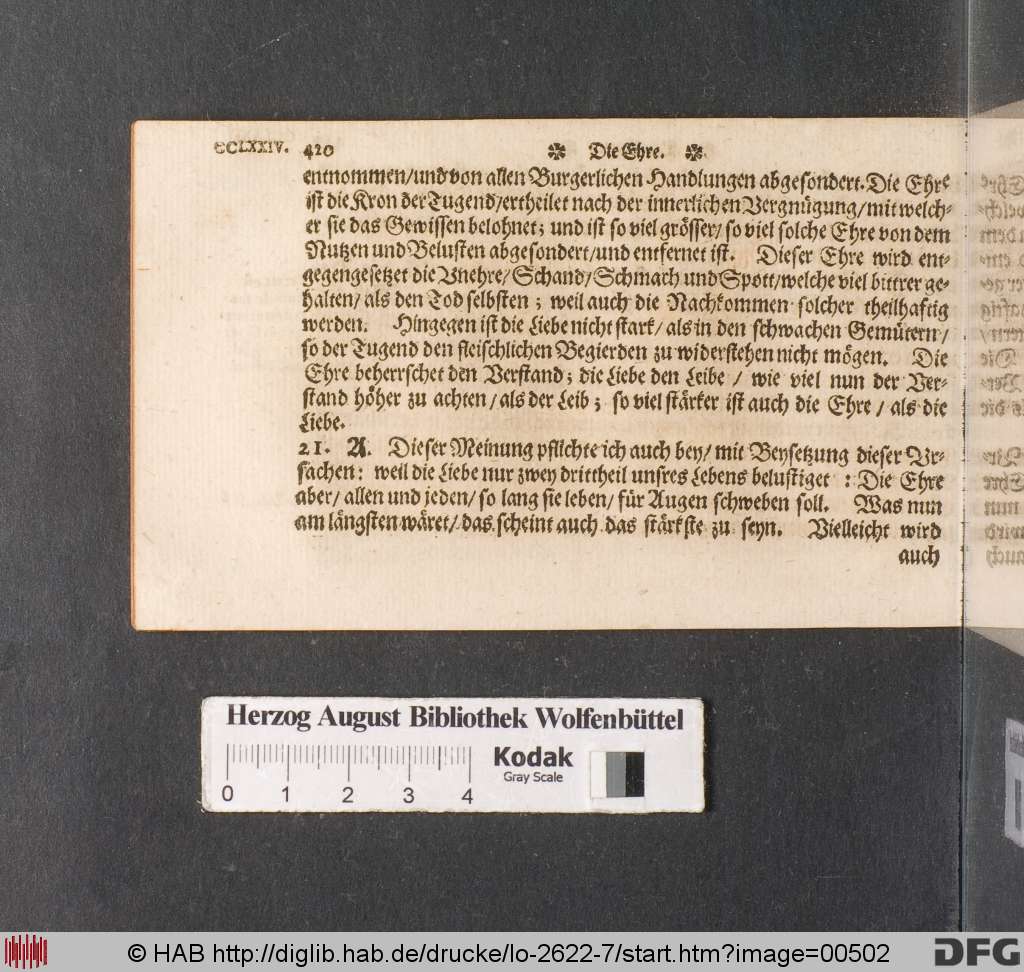 CCLXXIV. 420 ✠ Die Ehre. ✠
entnommen/und von allen Burgerlichen Handlungen abgesondert. Die Ehre
ist die Kron der Tugend/ertheilet nach der innerlichen Vergnügung/mit welch-
er sie das Gewissen belohnet; und ist so viel grösser/so viel solche Ehre von dem
Nutzen und Belusten abgesondert/und entfernet ist. Dieser Ehre wird ent-
gegengesetzet die Vnehre/Schand/Schmach und Spott/welche viel bittrer ge-
halten/als den Tod selbsten; weil auch die Nachkommen solcher theilhaftig
werden. Hingegen ist die Liebe nicht stark/als in den schwachen Gemütern/
so der Tugend den fleischlichen Begierden zu widerstehen nicht mögen. Die
Ehre beherrschet den Verstand; die Liebe den Leibe / wie viel nun der Ver-
stand höher zu achten/als der Leib; so viel stärker ist auch die Ehre/als die
Liebe.
21. A. Dieser Meinung pflichte ich auch bey/mit Beysetzung dieser Vr-
sachen: weil die Liebe nur zwey drittheil unsres Lebens belustiget : Die Ehre
aber/allen und jeden/so lang sie leben/für Augen schweben soll. Was nun
am längsten wäret/das scheint auch das stärkste zu seyn. Vielleicht wird
auch
Herzog August Bibliothek Wolfenbüttel
Kodak
Gray Scale
0 1 2 3 4
© HAB http://diglib.hab.de/drucke/lo-2622-7/start.htm?image=00502
DFG